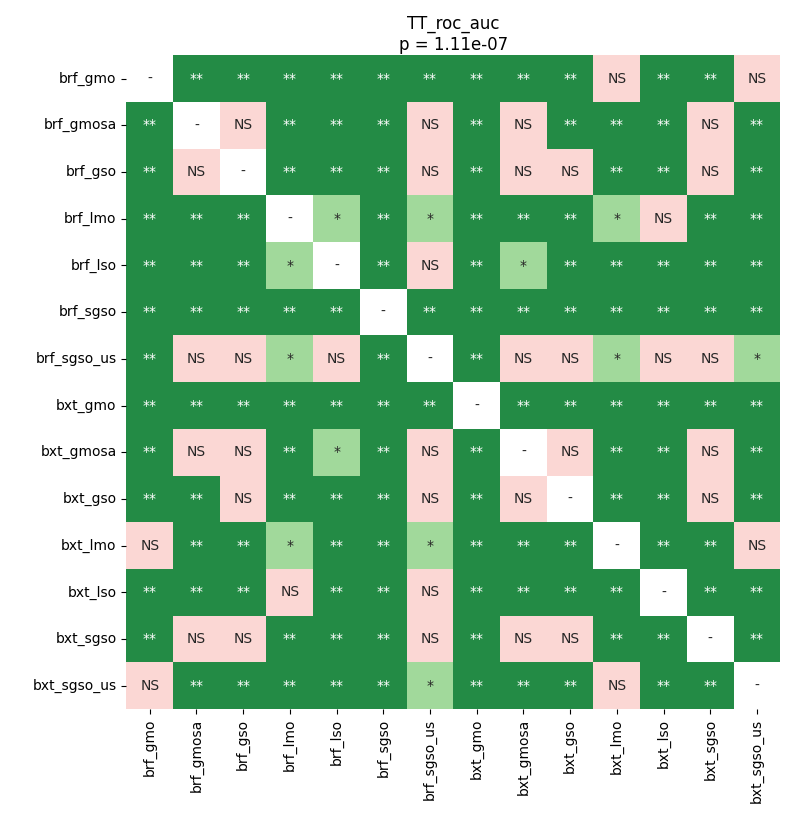 TT_roc_auc
p = 1.11e-07
brf_gmo - ** ** ** ** ** ** ** ** ** NS ** ** NS
brf_gmosa ** - NS ** ** ** NS ** NS ** ** ** NS **
brf_gso ** NS - ** ** ** NS ** NS NS ** ** NS **
brf_lmo ** ** ** - * ** * ** ** ** * NS ** **
brf_lso ** ** ** * - ** NS ** * ** ** ** ** **
brf_sgso ** ** ** ** ** - ** ** ** ** ** ** ** **
brf_sgso_us ** NS NS * NS ** - ** NS NS * NS NS *
bxt_gmo ** ** ** ** ** ** ** - ** ** ** ** ** **
bxt_gmosa ** NS NS ** * ** NS ** - NS ** ** NS **
bxt_gso ** ** NS ** ** ** NS ** NS - ** ** NS **
bxt_lmo NS ** ** * ** ** * ** ** ** - ** ** NS
bxt_lso ** ** ** NS ** ** NS ** ** ** ** - ** **
bxt_sgso ** NS NS ** ** ** NS ** NS NS ** ** - **
bxt_sgso_us NS ** ** ** ** ** * ** ** ** NS ** ** -
brf_gmo brf_gmosa brf_gso brf_lmo brf_lso brf_sgso brf_sgso_us bxt_gmo bxt_gmosa bxt_gso bxt_lmo bxt_lso bxt_sgso bxt_sgso_us